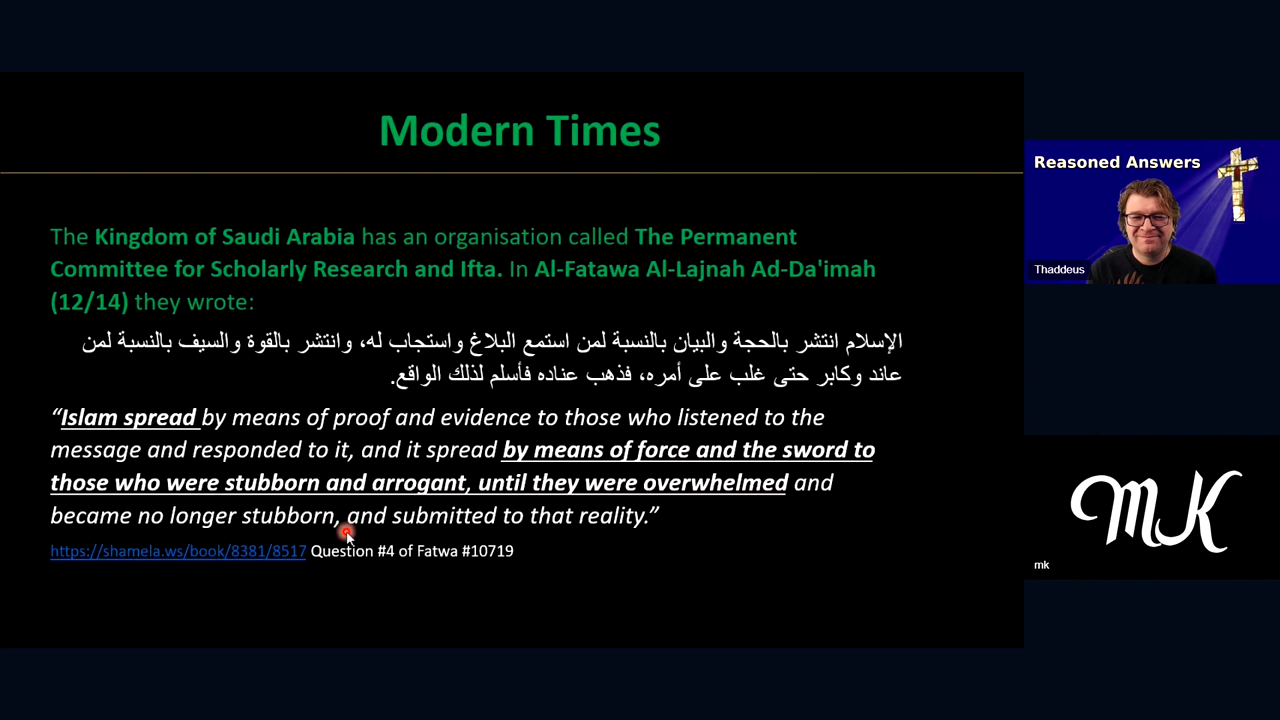 Modern Times
The Kingdom of Saudi Arabia has an organisation called The Permanent
Committee for Scholarly Research and Ifta. In Al-Fatawa Al-Lajnah Ad-Da'imah
(12/14) they wrote:
الإسلام انتشر بالحجة والبيان بالنسبة لمن استمع البلاغ واستجاب له، وانتشر بالقوة والسيف بالنسبة لمن
عاند وكابر حتى غلب على أمره، فذهب عناده فأسلم لذلك الواقع.
“Islam spread by means of proof and evidence to those who listened to the
message and responded to it, and it spread by means of force and the sword to
those who were stubborn and arrogant, until they were overwhelmed and
became no longer stubborn, and submitted to that reality.”
https://shamela.ws/book/8381/8517 Question #4 of Fatwa #10719
Reasoned Answers
Thaddeus
MK
mk